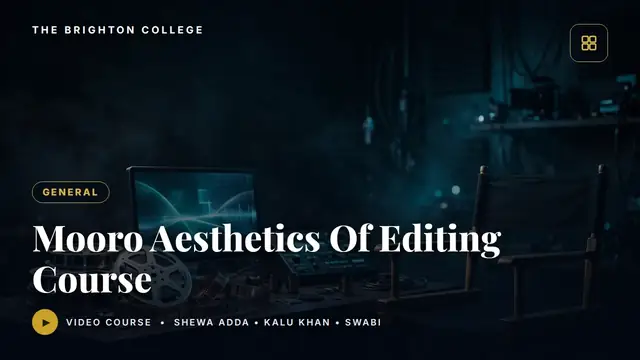 THE BRIGHTON COLLEGE
GENERAL
Mooro Aesthetics Of Editing
Course
VIDEO COURSE • SHEWA ADDA • KALU KHAN • SWABI